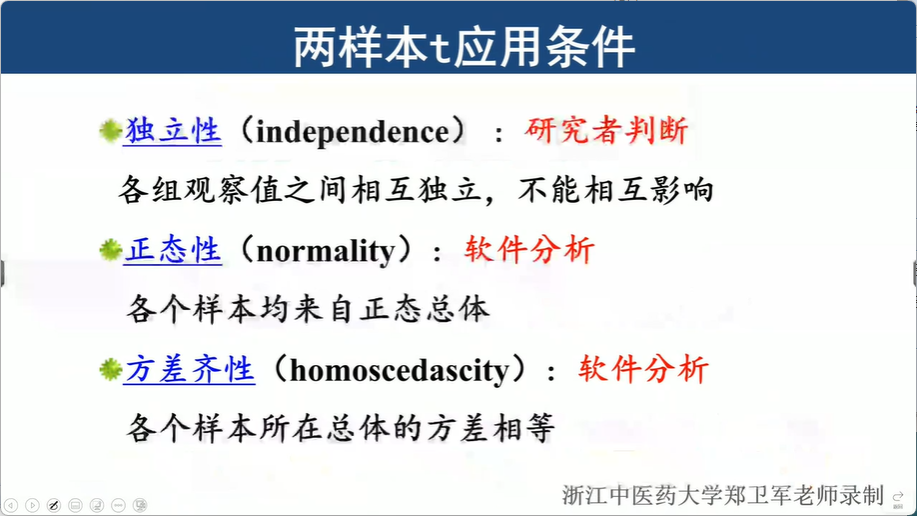 两样本t应用条件
独立性（independence）：研究者判断
各组观察值之间相互独立，不能相互影响
正态性（normality）：软件分析
各个样本均来自正态总体
方差齐性（homoscedascity）：软件分析
各个样本所在总体的方差相等
浙江中医药大学郑卫军老师录制